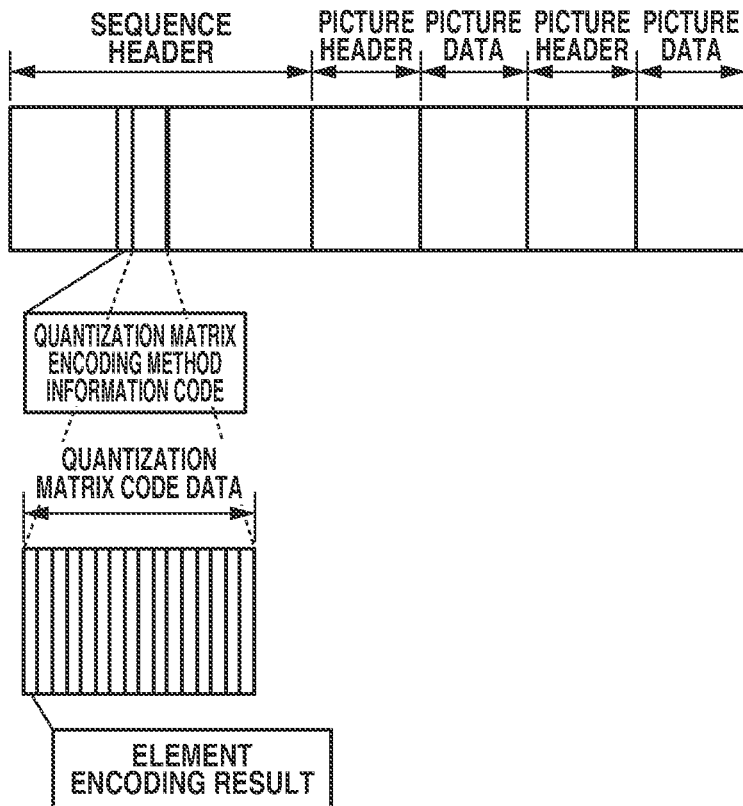 SEQUENCE
HEADER
PICTURE
HEADER
PICTURE
DATA
PICTURE
HEADER
PICTURE
DATA
QUANTIZATION MATRIX
ENCODING METHOD
INFORMATION CODE
QUANTIZATION
MATRIX CODE DATA
ELEMENT
ENCODING RESULT